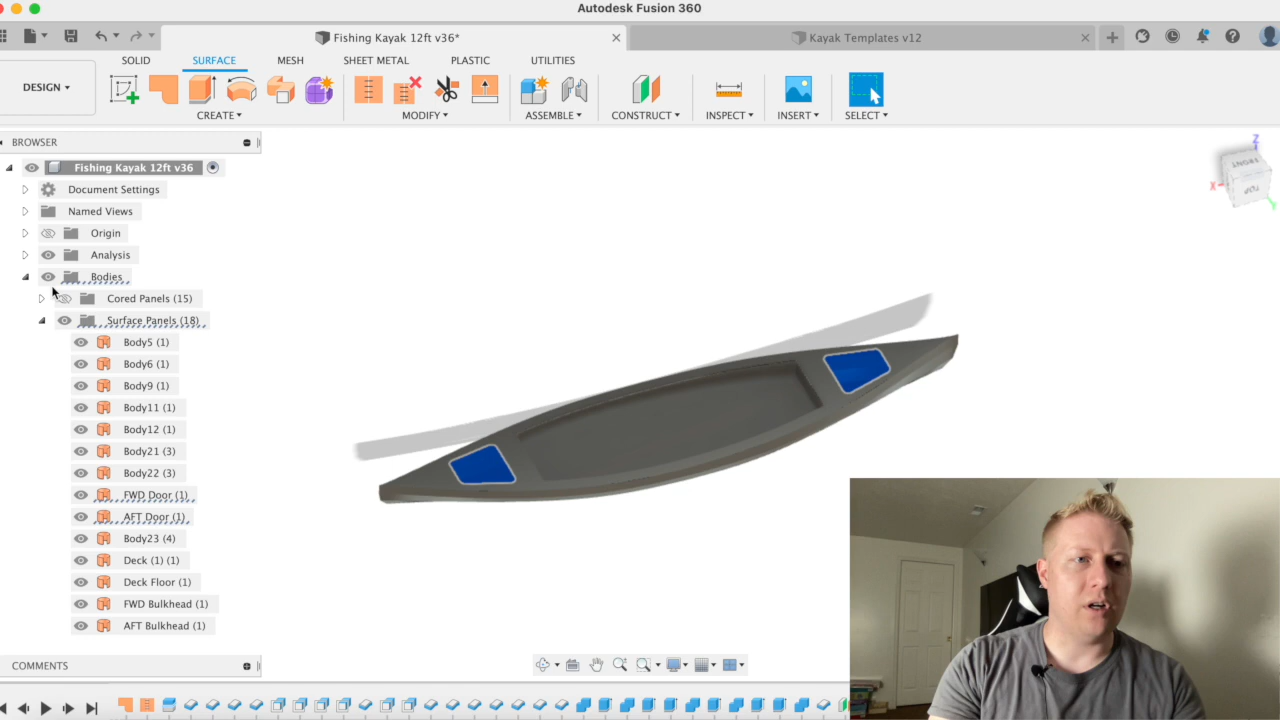 Autodesk Fusion 360
Fishing Kayak 12ft v36*
Kayak Templates v12
DESIGN
SOLID
SURFACE
MESH
SHEET METAL
PLASTIC
UTILITIES
CREATE
MODIFY
ASSEMBLE
CONSTRUCT
INSPECT
INSERT
SELECT
BROWSER
Fishing Kayak 12ft v36
Document Settings
Named Views
Origin
Analysis
Bodies
Cored Panels (15)
Surface Panels (18)
Body5 (1)
Body6 (1)
Body9 (1)
Body11 (1)
Body12 (1)
Body21 (3)
Body22 (3)
FWD Door (1)
AFT Door (1)
Body23 (4)
Deck (1) (1)
Deck Floor (1)
FWD Bulkhead (1)
AFT Bulkhead (1)
COMMENTS
Z
X
FRONT
TOP